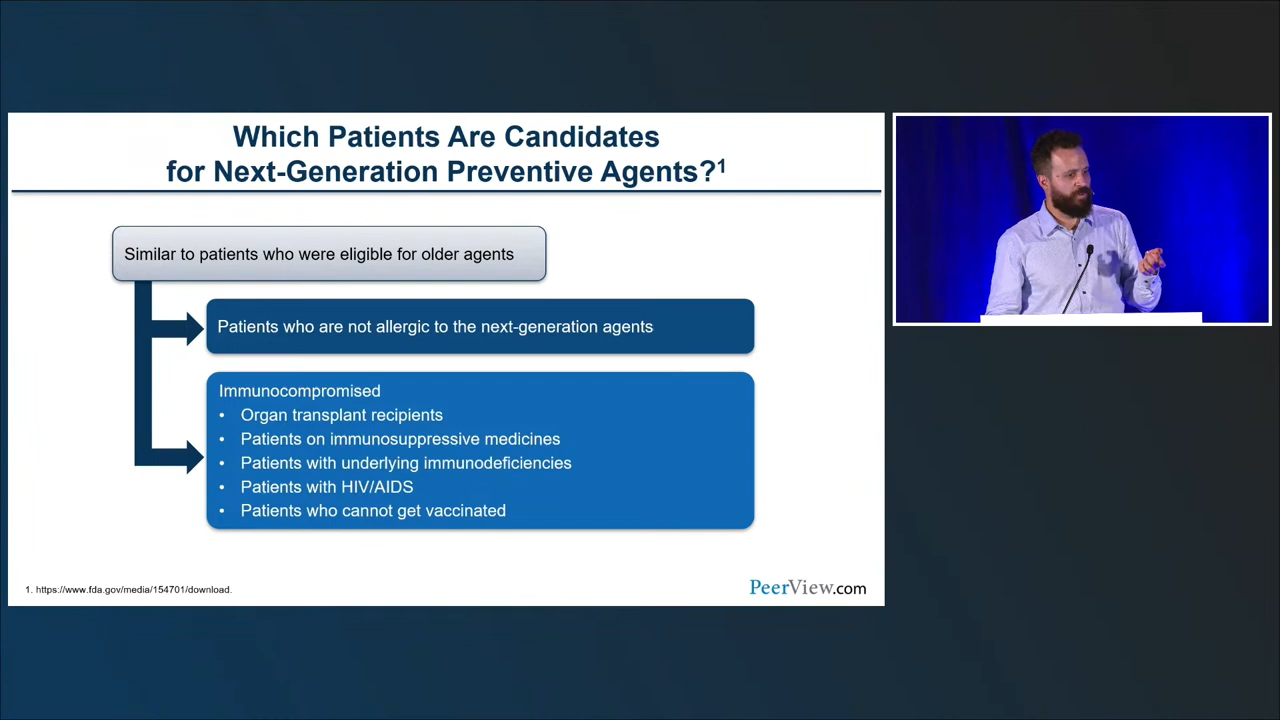 Which Patients Are Candidates
for Next-Generation Preventive Agents?¹
Similar to patients who were eligible for older agents
Patients who are not allergic to the next-generation agents
Immunocompromised
• Organ transplant recipients
• Patients on immunosuppressive medicines
• Patients with underlying immunodeficiencies
• Patients with HIV/AIDS
• Patients who cannot get vaccinated
1. https://www.fda.gov/media/154701/download.
PeerView.com